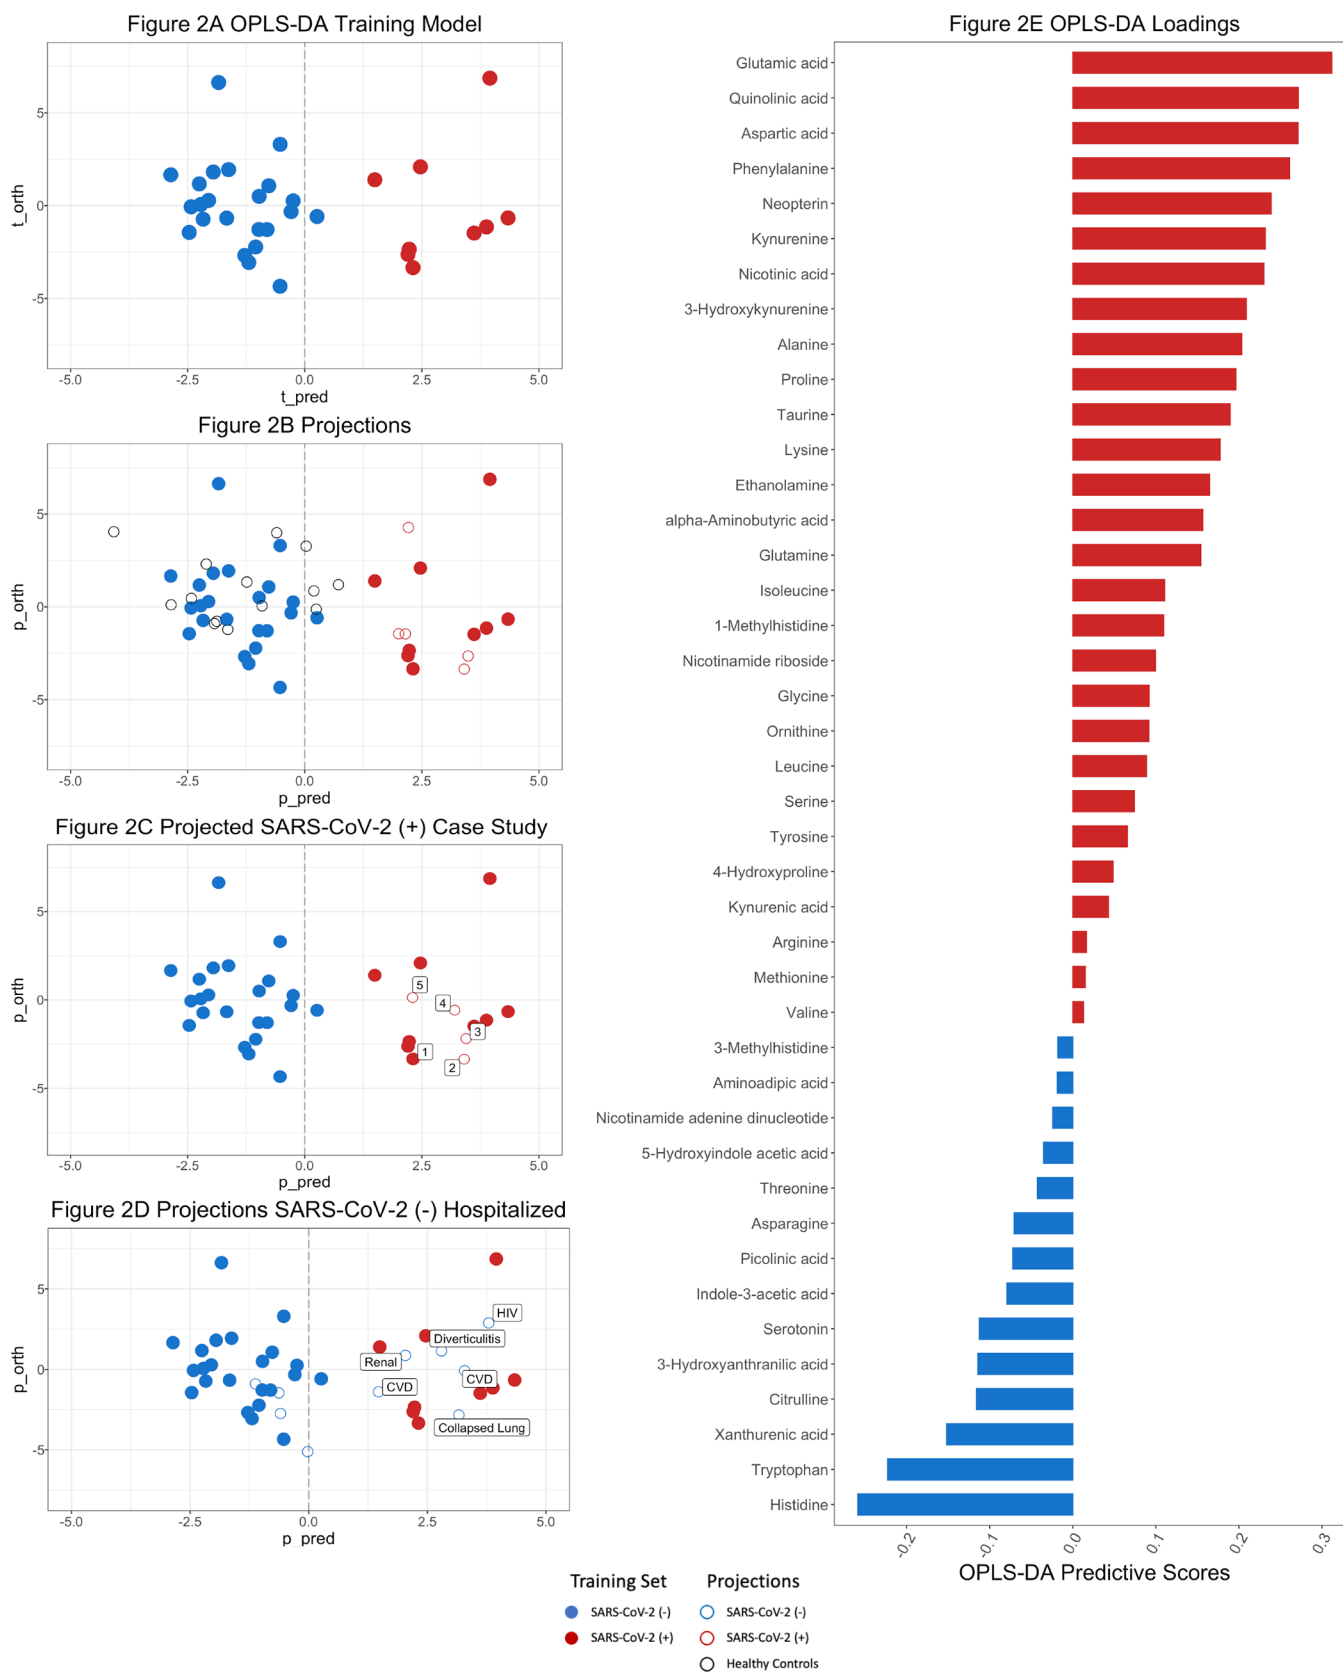 Figure 2A OPLS-DA Training Model
t_orth
5
0
-5
-5.0
-2.5
0.0
2.5
5.0
t_pred
Figure 2B Projections
p_orth
5
0
-5
-5.0
-2.5
0.0
2.5
5.0
p_pred
Figure 2C Projected SARS-CoV-2 (+) Case Study
p_orth
5
0
-5
5
4
3
1
2
-5.0
-2.5
0.0
2.5
5.0
p_pred
Figure 2D Projections SARS-CoV-2 (-) Hospitalized
p_orth
5
0
-5
HIV
Diverticulitis
Renal
CVD
CVD
Collapsed Lung
-5.0
-2.5
0.0
2.5
5.0
p_pred
Figure 2E OPLS-DA Loadings
Glutamic acid
Quinolinic acid
Aspartic acid
Phenylalanine
Neopterin
Kynurenine
Nicotinic acid
3-Hydroxykynurenine
Alanine
Proline
Taurine
Lysine
Ethanolamine
alpha-Aminobutyric acid
Glutamine
Isoleucine
1-Methylhistidine
Nicotinamide riboside
Glycine
Ornithine
Leucine
Serine
Tyrosine
4-Hydroxyproline
Kynurenic acid
Arginine
Methionine
Valine
3-Methylhistidine
Aminoadipic acid
Nicotinamide adenine dinucleotide
5-Hydroxyindole acetic acid
Threonine
Asparagine
Picolinic acid
Indole-3-acetic acid
Serotonin
3-Hydroxyanthranilic acid
Citrulline
Xanthurenic acid
Tryptophan
Histidine
-0.2
-0.1
0.0
0.1
0.2
0.3
OPLS-DA Predictive Scores
Training Set
SARS-CoV-2 (-)
SARS-CoV-2 (+)
Projections
SARS-CoV-2 (-)
SARS-CoV-2 (+)
Healthy Controls